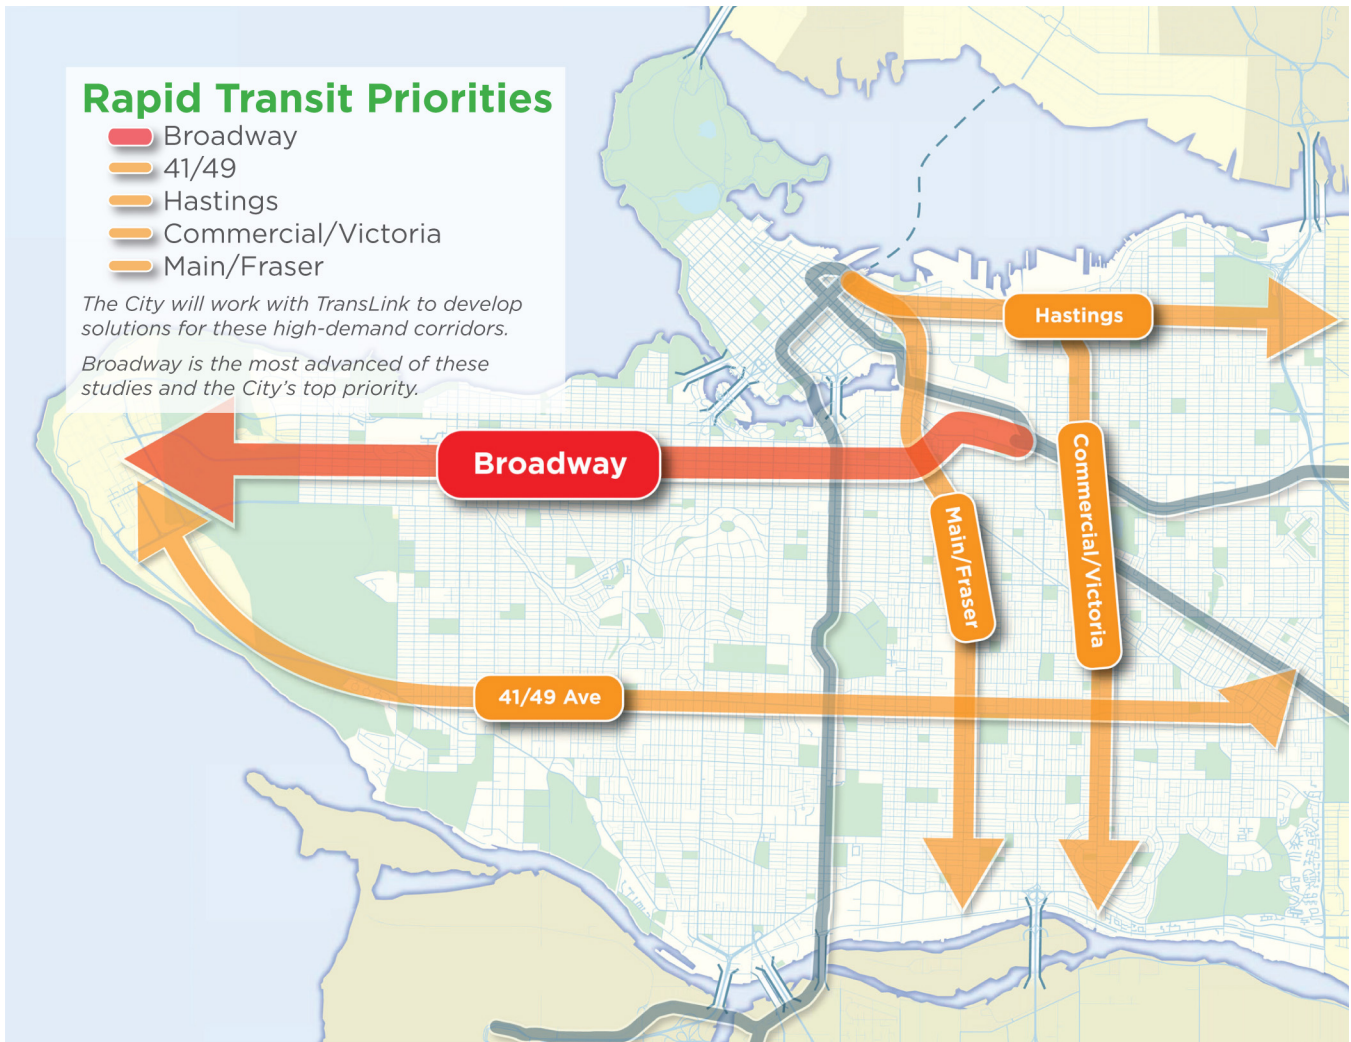 Rapid Transit Priorities
Broadway
41/49
Hastings
Commercial/Victoria
Main/Fraser
The City will work with TransLink to develop
solutions for these high-demand corridors.
Broadway is the most advanced of these
studies and the City's top priority.
Hastings
Broadway
Commercial/Victoria
Main/Fraser
41/49 Ave